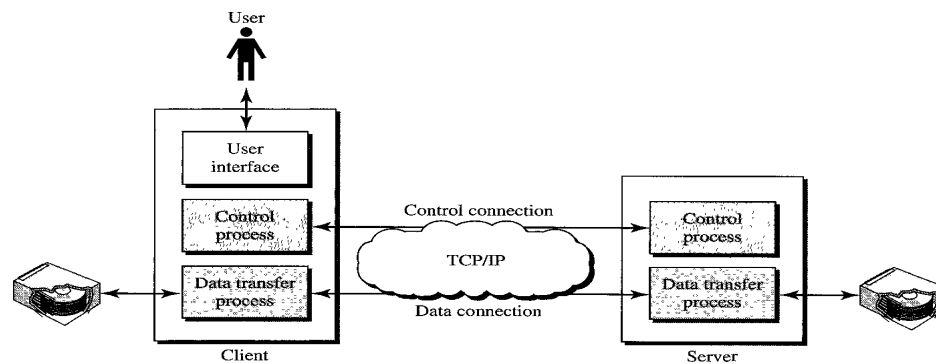 User
User
interface
Control
process
Data transfer
process
Client
Control connection
TCP/IP
Data connection
Control
process
Data transfer
process
Server